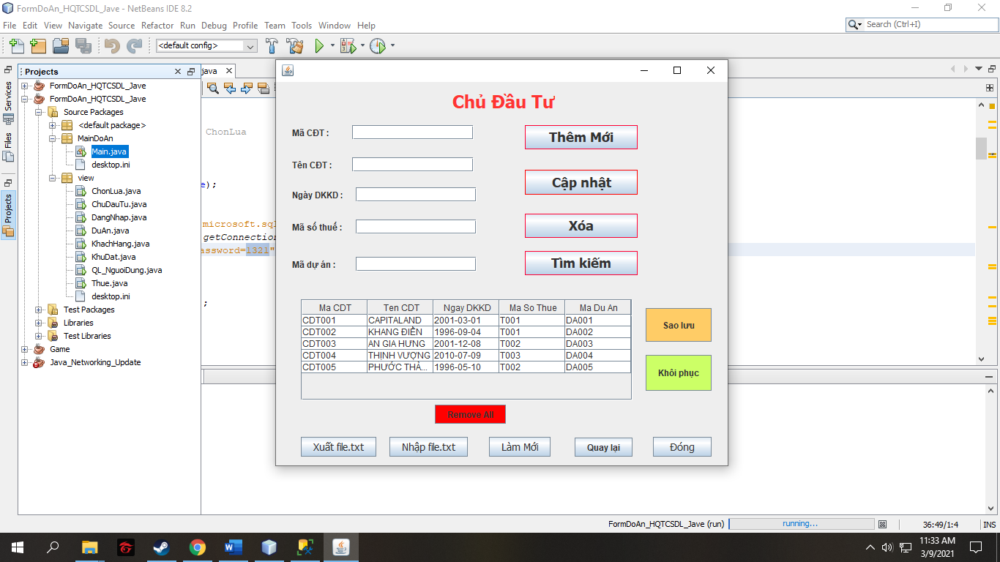 FormDoAn_HQTCSDL_Jave - NetBeans IDE 8.2
File Edit View Navigate Source Refactor Run Debug Profile Team Tools Window Help
Search (Ctrl+I)
<default config>
Projects
java
Services
Files
Projects
FormDoAn_HQTCSDL_Jave
FormDoAn_HQTCSDL_Jave
Source Packages
<default package>
MainDoAn
Main.java
desktop.ini
view
ChonLua.java
ChuDauTu.java
DangNhap.java
DuAn.java
KhachHang.java
KhuDat.java
QL_NguoiDung.java
Thue.java
desktop.ini
Test Packages
Libraries
Test Libraries
Game
Java_Networking_Update
ChonLua
e);
microsoft.sql
getConnection
assword=1321"
;
Chủ Đầu Tư
Mã CĐT :
Tên CĐT :
Ngày DKKD :
Mã số thuế :
Mã dự án :
Thêm Mới
Cập nhật
Xóa
Tìm kiếm
Ma CDT Ten CDT Ngay DKKD Ma So Thue Ma Du An
CDT001 CAPITALAND 2001-03-01 T001 DA001
CDT002 KHANG ĐIỀN 1996-09-04 T001 DA002
CDT003 AN GIA HƯNG 2001-12-08 T002 DA003
CDT004 THỊNH VƯỢNG 2010-07-09 T003 DA004
CDT005 PHƯỚC THÀ... 1996-05-10 T002 DA005
Sao lưu
Khôi phục
Remove All
Xuất file.txt Nhập file.txt Làm Mới Quay lại Đóng
FormDoAn_HQTCSDL_Jave (run) running... 36:49/1:4 INS
11:33 AM
3/9/2021